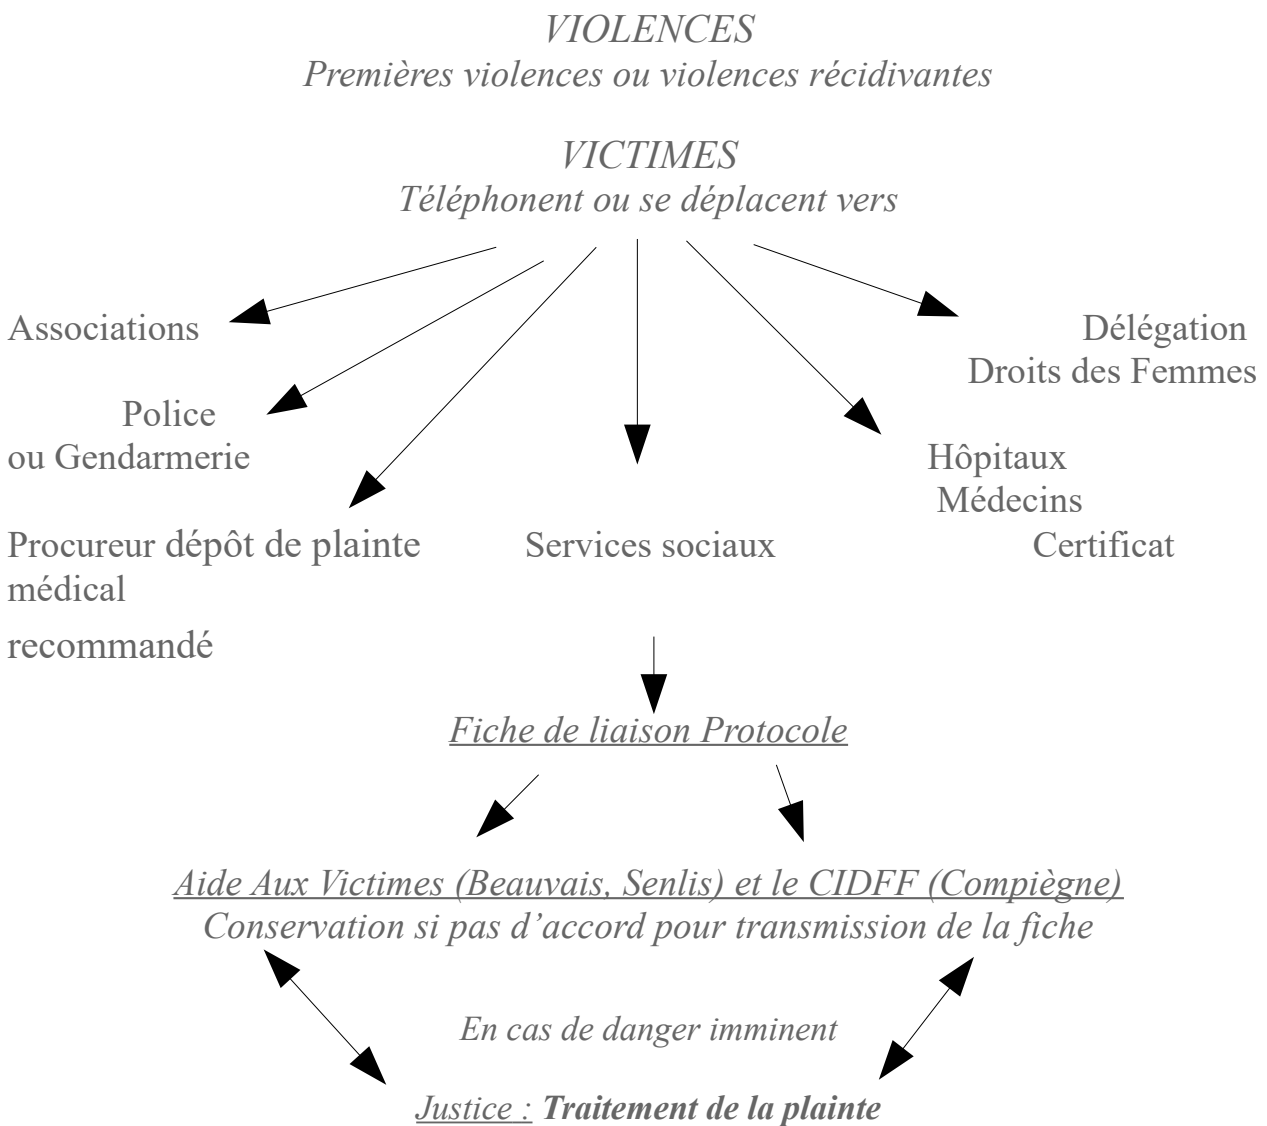 VIOLENCES
Premières violences ou violences récidivantes
VICTIMES
Téléphonent ou se déplacent vers
Associations
Délégation
Droits des Femmes
Police
ou Gendarmerie
Hôpitaux
Médecins
Procureur dépôt de plainte
Services sociaux
Certificat
médical
recommandé
Fiche de liaison Protocole
Aide Aux Victimes (Beauvais, Senlis) et le CIDFF (Compiègne)
Conservation si pas d’accord pour transmission de la fiche
En cas de danger imminent
Justice : Traitement de la plainte